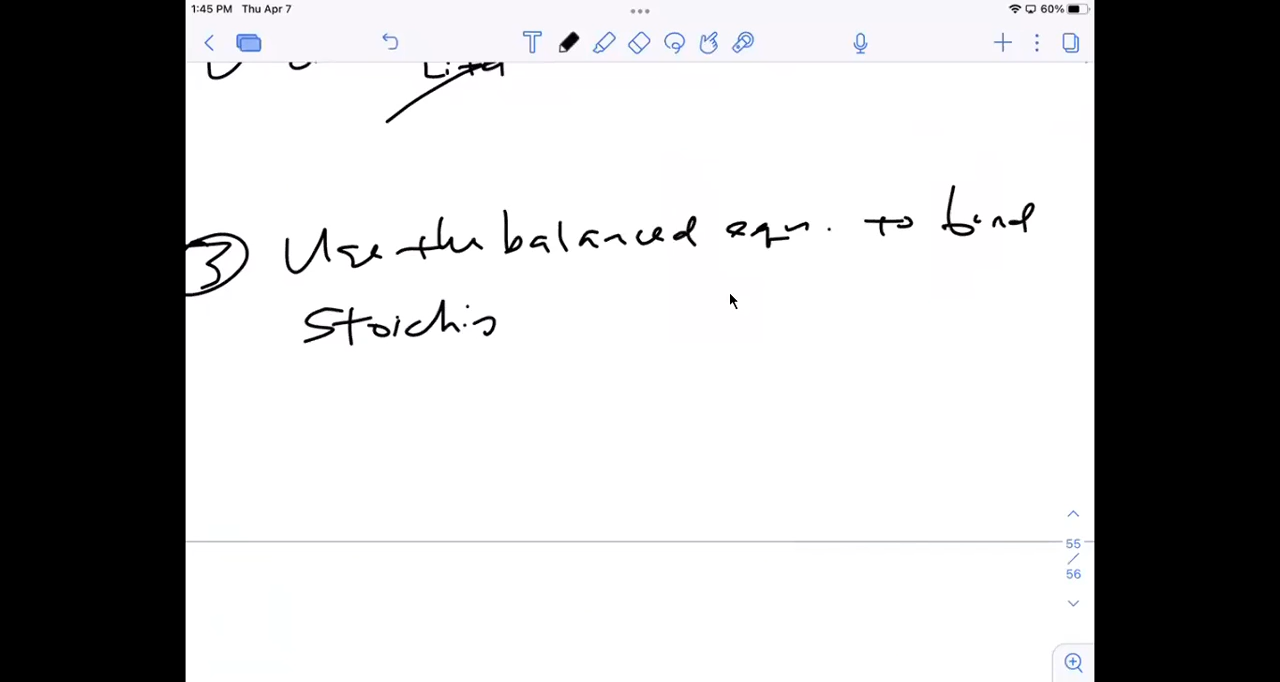 1:45 PM Thu Apr 7
60%
③ Use the balanced eqn. to find
Stoichio
55
56